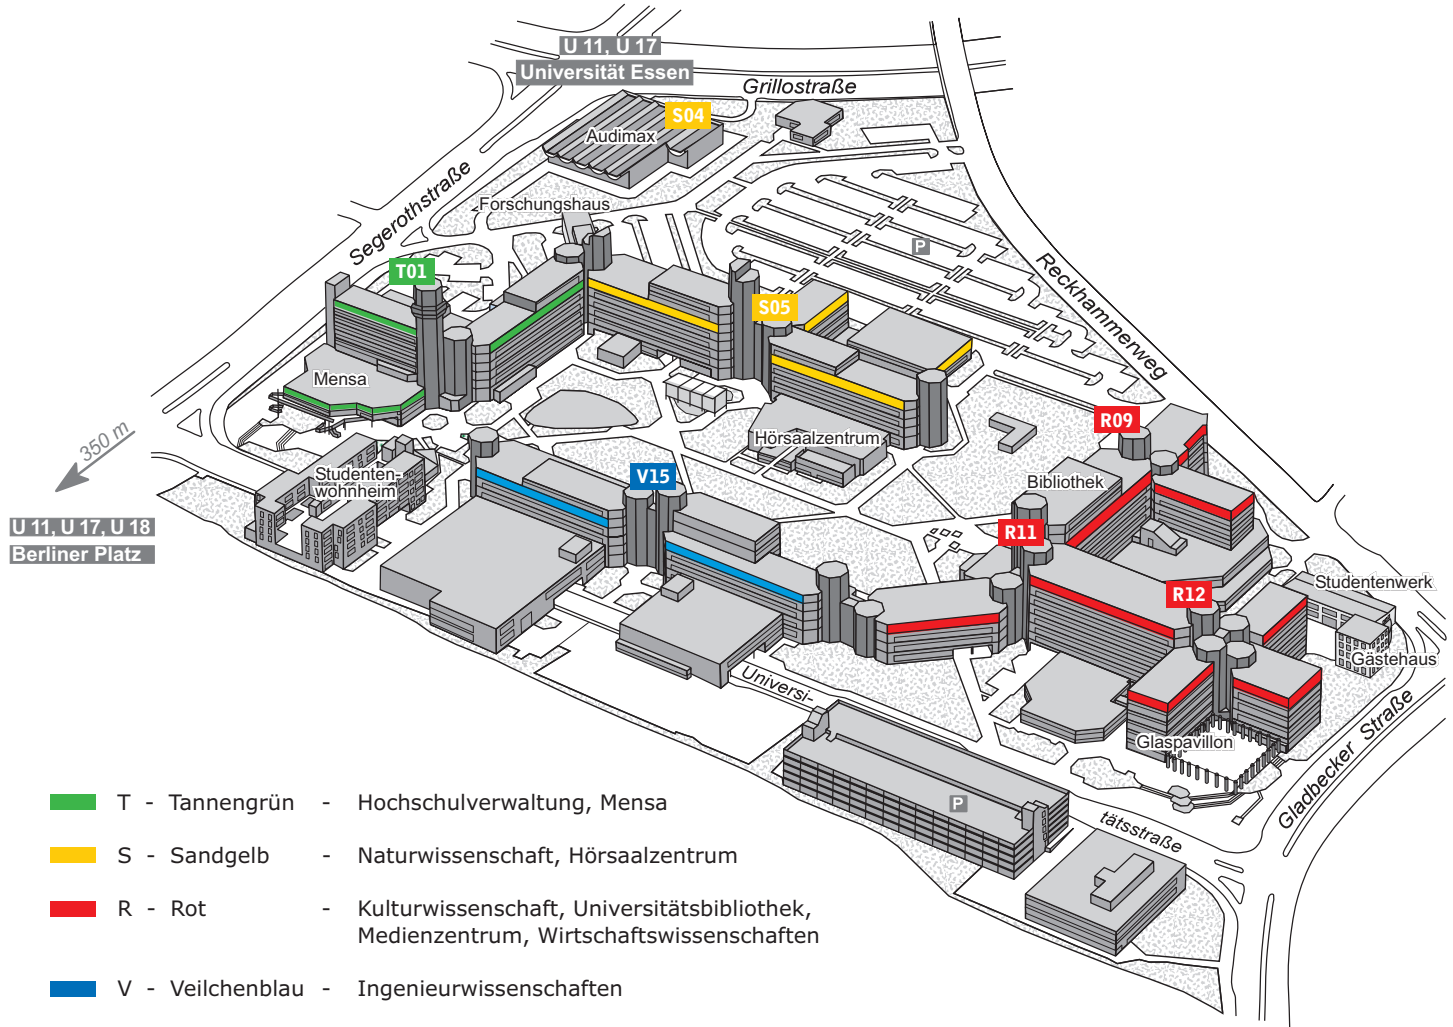 U 11, U 17
Universität Essen
Grillostraße
S04
Audimax
Segerothstraße
Forschungshaus
P
T01
Reckhammerweg
S05
Mensa
R09
350 m
Hörsaalzentrum
Studenten-
wohnheim
V15
Bibliothek
U 11, U 17, U 18
Berliner Platz
R11
Studentenwerk
R12
Gästehaus
Universi-
Glaspavillon
Gladbecker Straße
P
tätsstraße
T - Tannengrün - Hochschulverwaltung, Mensa
S - Sandgelb - Naturwissenschaft, Hörsaalzentrum
R - Rot - Kulturwissenschaft, Universitätsbibliothek,
Medienzentrum, Wirtschaftswissenschaften
V - Veilchenblau - Ingenieurwissenschaften